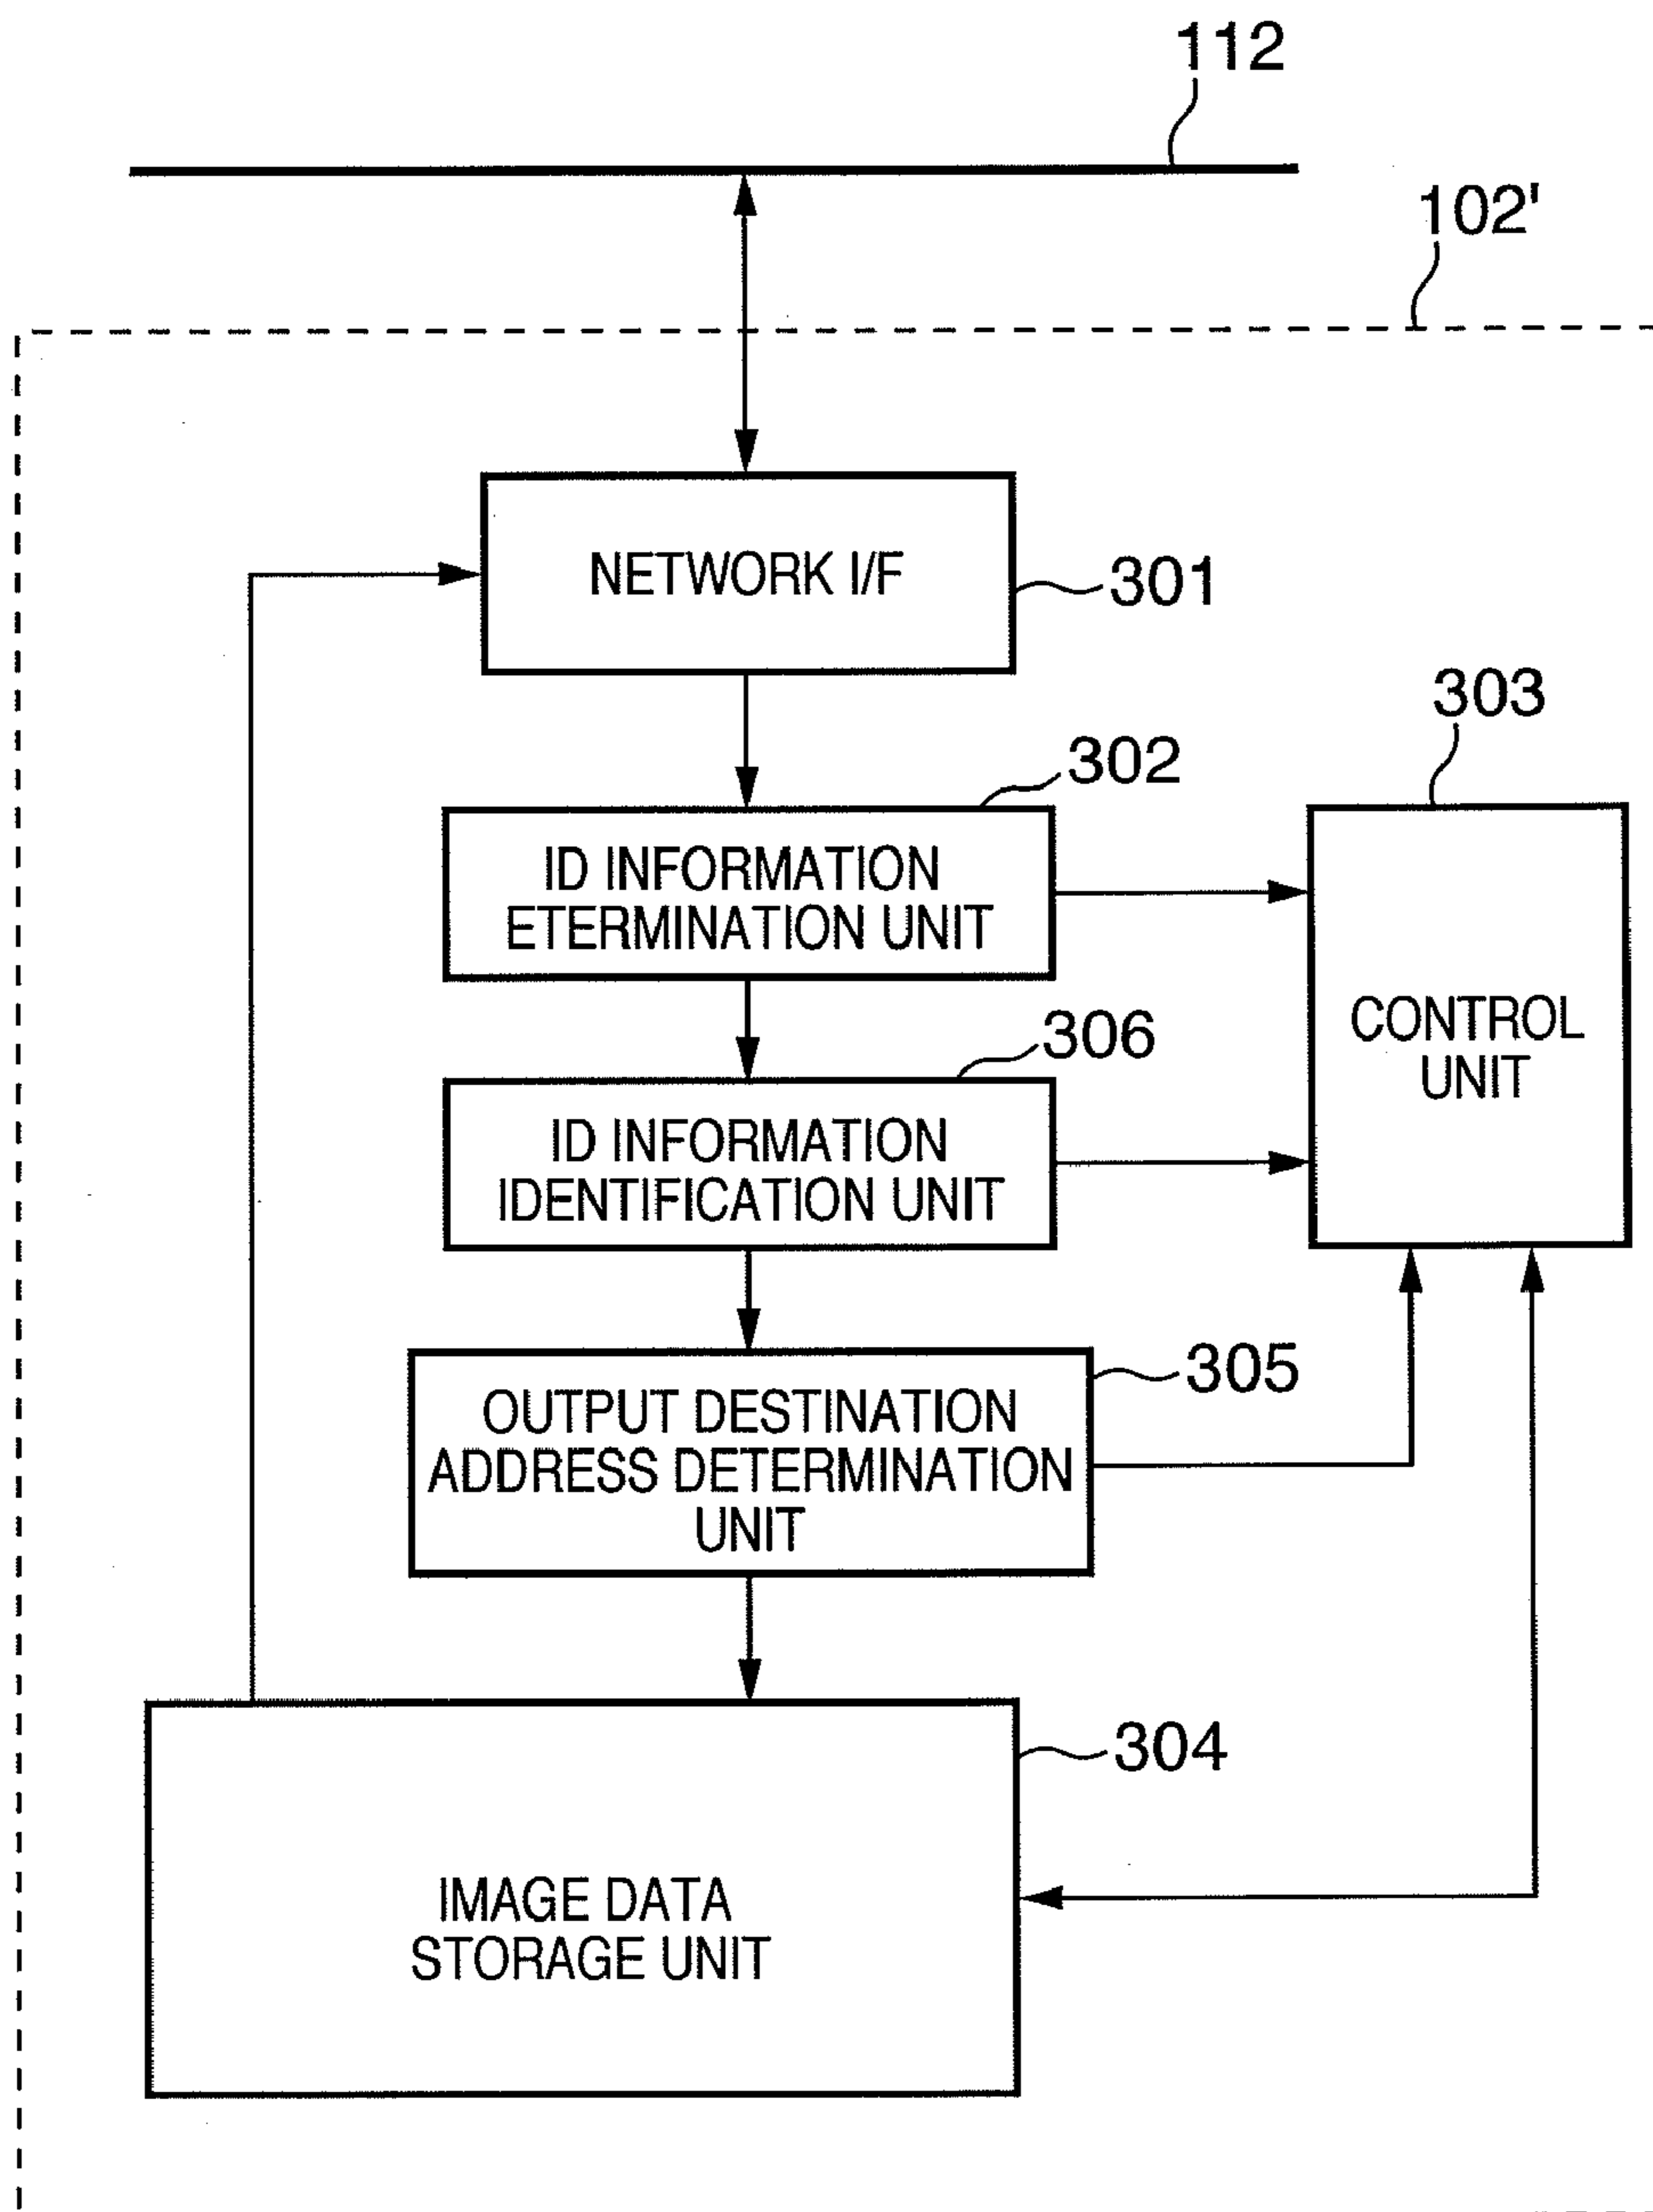 112
102'
NETWORK I/F
301
303
302
ID INFORMATION
ETERMINATION UNIT
CONTROL
UNIT
306
ID INFORMATION
IDENTIFICATION UNIT
305
OUTPUT DESTINATION
ADDRESS DETERMINATION
UNIT
304
IMAGE DATA
STORAGE UNIT